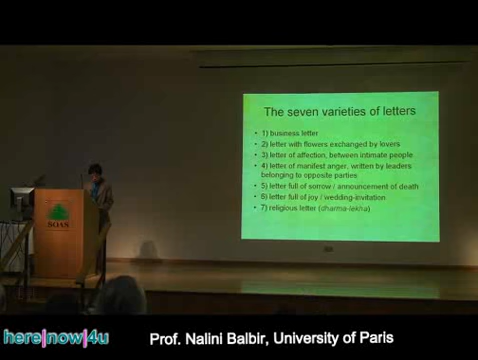 The seven varieties of letters
• 1) business letter
• 2) letter with flowers exchanged by lovers
• 3) letter of affection, between intimate people
• 4) letter of manifest anger, written by leaders
belonging to opposite parties
• 5) letter full of sorrow / announcement of death
• 6) letter full of joy / wedding-invitation
• 7) religious letter (dharma-lekha)
SOAS
here|now|4u
Prof. Nalini Balbir, University of Paris